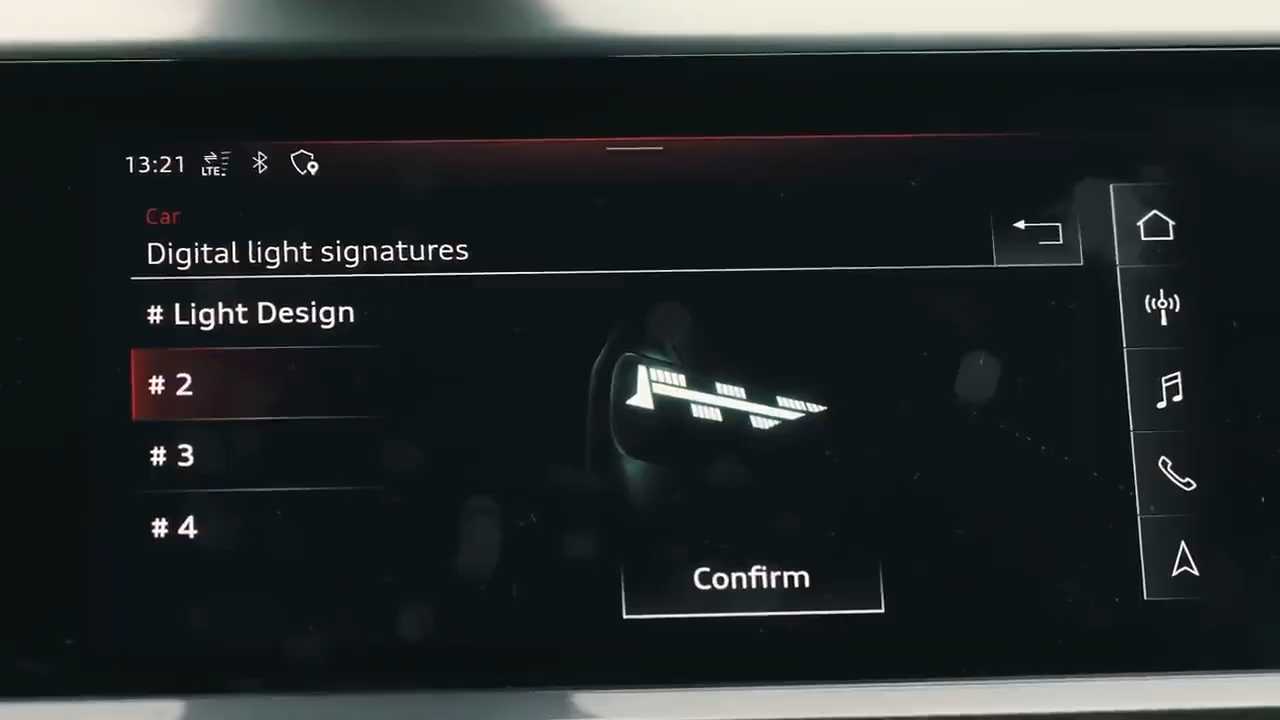 13:21 LTE
Car
Digital light signatures
# Light Design
# 2
# 3
# 4
Confirm